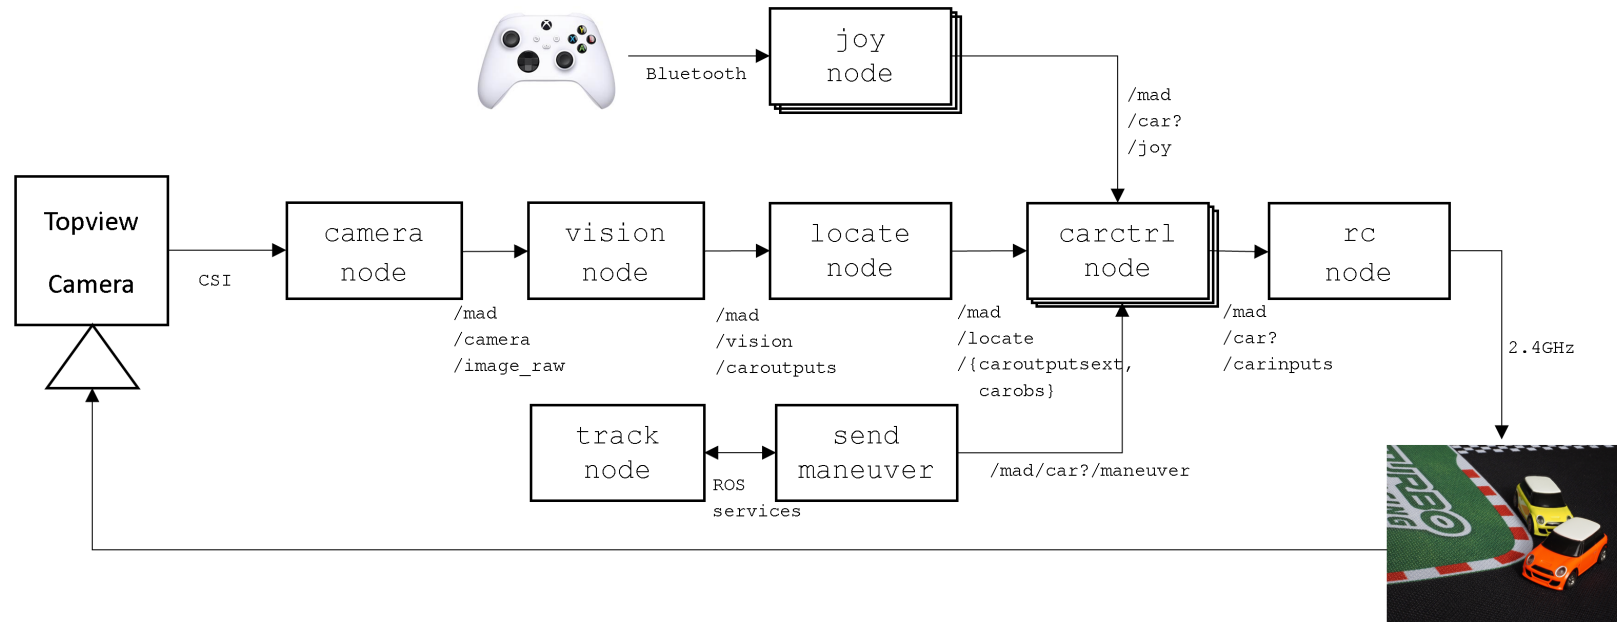 joy
node
Bluetooth
/mad
/car?
/joy
Topview
Camera
CSI
camera
node
/mad
/camera
/image_raw
vision
node
/mad
/vision
/caroutputs
locate
node
/mad
/locate
/{caroutputsext,
carobs}
carctrl
node
/mad
/car?
/carinputs
rc
node
2.4GHz
track
node
ROS
services
send
maneuver
/mad/car?/maneuver
TURBO